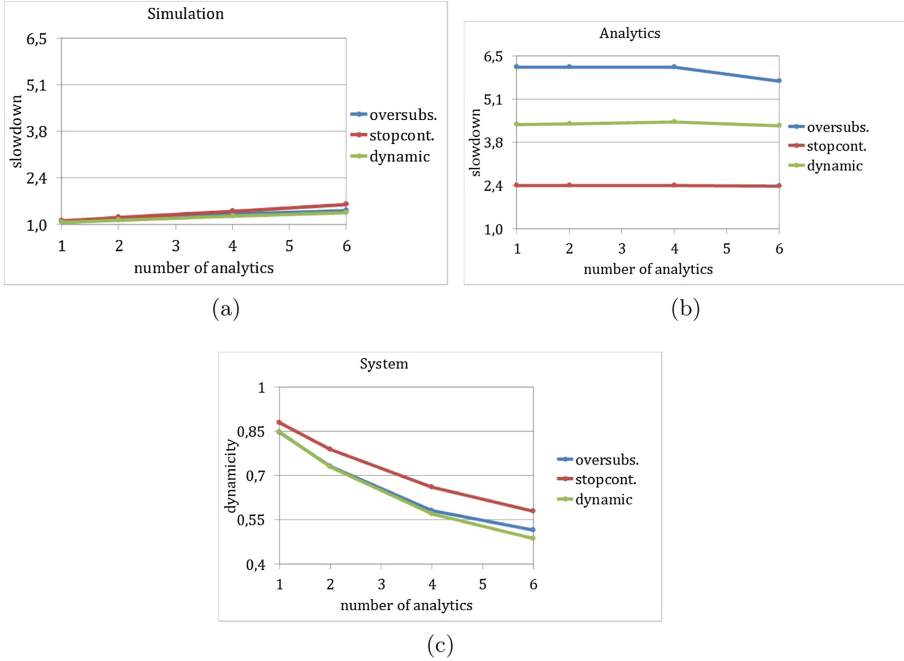 Simulation
6,5
5,1
3,8
2,4
1,0
slowdown
1 2 3 4 5 6
number of analytics
oversubs.
stopcont.
dynamic
(a)
Analytics
6,5
5,1
3,8
2,4
1,0
slowdown
1 2 3 4 5 6
number of analytics
oversubs.
stopcont.
dynamic
(b)
System
1
0,85
0,7
0,55
0,4
dynamicity
1 2 3 4 5 6
number of analytics
oversubs.
stopcont.
dynamic
(c)